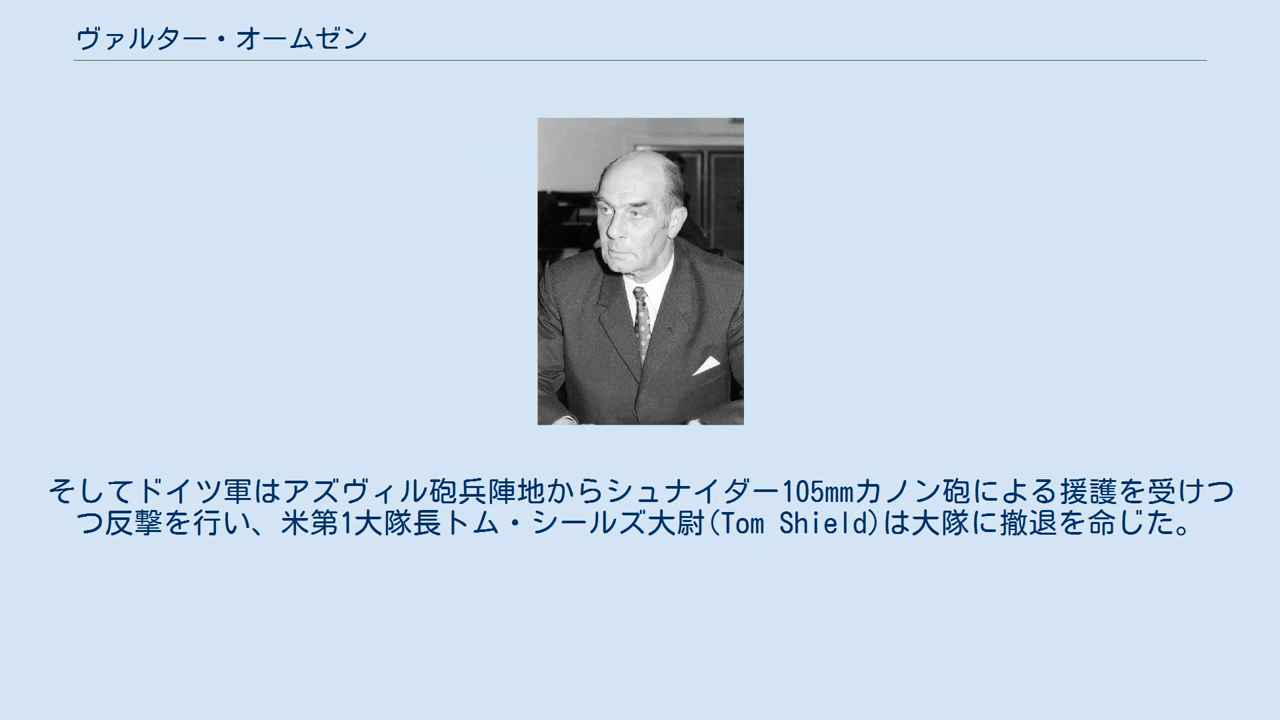 ヴァルター・オームゼン
そしてドイツ軍はアズヴィル砲兵陣地からシュナイダー105mmカノン砲による援護を受けつ
つ反撃を行い、米第1大隊長トム・シールズ大尉(Tom Shield)は大隊に撤退を命じた。